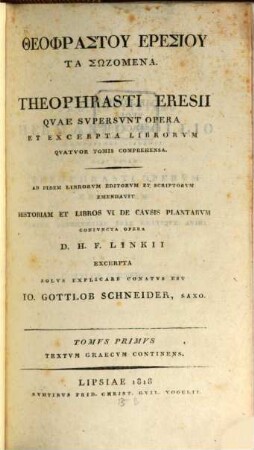 ΘΕΟΦΡΑΣΤΟΥ ΕΡΕΣΙΟΥ
ΤΑ ΣΩΖΟΜΕΝΑ.
THEOPHRASTI ERESII
QVAE SVPERSVNT OPERA
ET EXCERPTA LIBRORVM
QVATVOR TOMIS COMPREHENSA.
AD FIDEM LIBRORVM EDITORVM ET SCRIPTORVM
EMENDAVIT
HISTORIAM ET LIBROS VI DE CAVSIS PLANTARVM
CONIVNCTA OPERA
D. H. F. LINKII
EXCERPTA
SOLVS EXPLICARE CONATVS EST
IO. GOTTLOB SCHNEIDER, SAXO.
TOMVS PRIMVS
TEXTVM GRAECVM CONTINENS.
LIPSIAE 1818
SVMTIBVS FRID. CHRIST. GVIL. VOGELII.